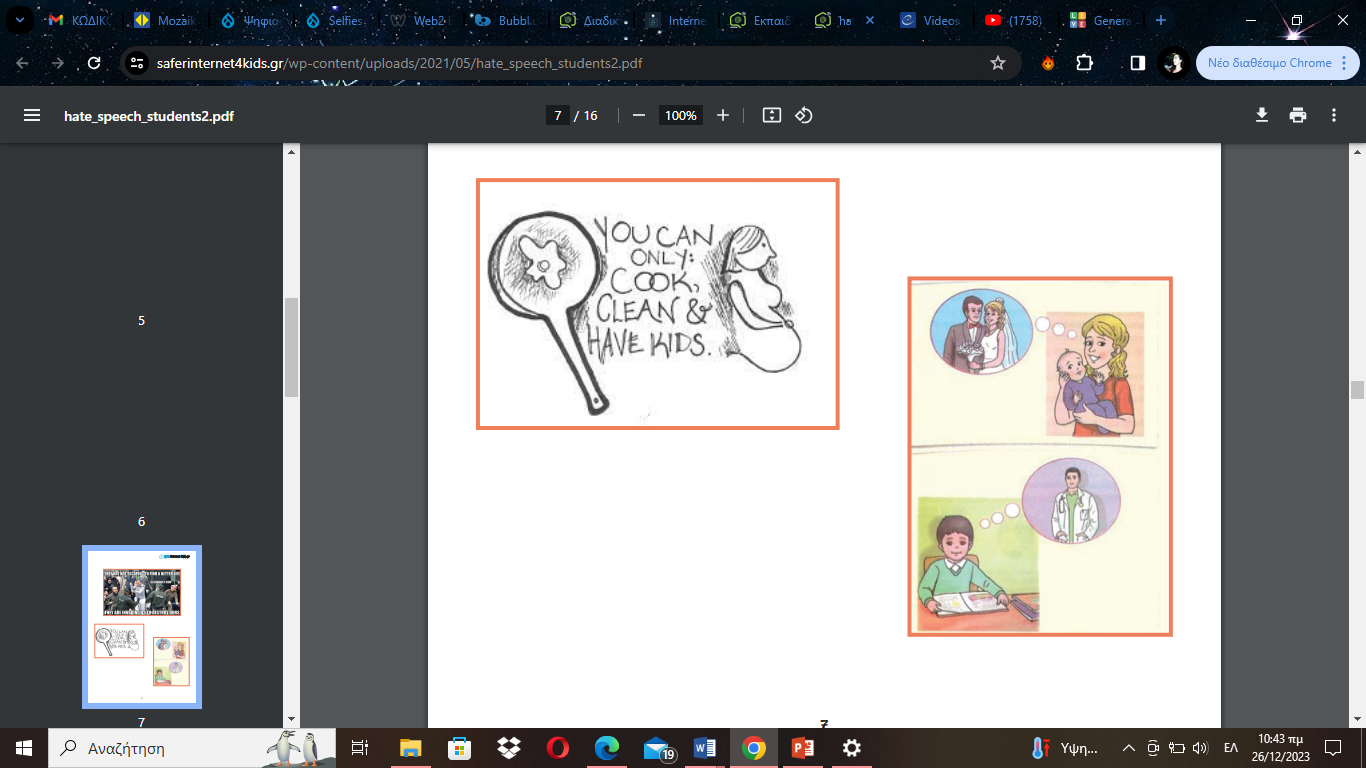 ΚΩΔΙΚΟ
Mozaik
Ψηφια
Selfies
Web2 E
Bubblu
Διαδικ
Interne
Εκπαιδ
ha
Videos
(1758)
Genera
saferinternet4kids.gr/wp-content/uploads/2021/05/hate_speech_students2.pdf
Νέο διαθέσιμο Chrome
hate_speech_students2.pdf
7 / 16
100%
5
6
7
YOU CAN
ONLY:
COOK,
CLEAN &
HAVE KIDS.
7
Αναζήτηση
19
Υψη...
ΕΛ
10:43 πμ
26/12/2023